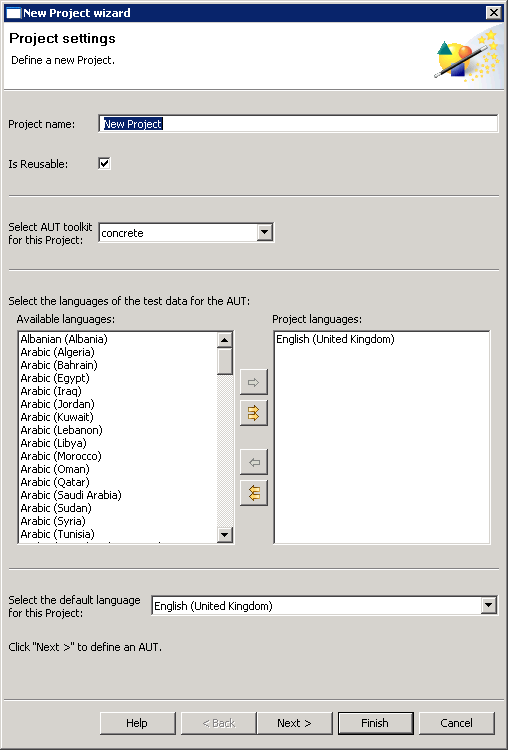 New Project wizard
Project settings
Define a new Project.
Project name:
New Project
Is Reusable:
Select AUT toolkit
for this Project:
concrete
Select the languages of the test data for the AUT:
Available languages:
Project languages:
Albanian (Albania)
Arabic (Algeria)
Arabic (Bahrain)
Arabic (Egypt)
Arabic (Iraq)
Arabic (Jordan)
Arabic (Kuwait)
Arabic (Lebanon)
Arabic (Libya)
Arabic (Morocco)
Arabic (Oman)
Arabic (Qatar)
Arabic (Saudi Arabia)
Arabic (Sudan)
Arabic (Syria)
Arabic (Tunisia)
English (United Kingdom)
Select the default language
for this Project:
English (United Kingdom)
Click "Next >" to define an AUT.
Help
< Back
Next >
Finish
Cancel